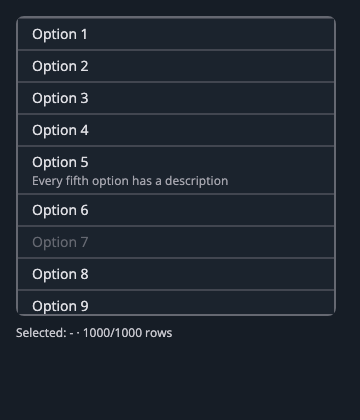 Option 1
Option 2
Option 3
Option 4
Option 5
Every fifth option has a description
Option 6
Option 7
Option 8
Option 9
Selected: - · 1000/1000 rows